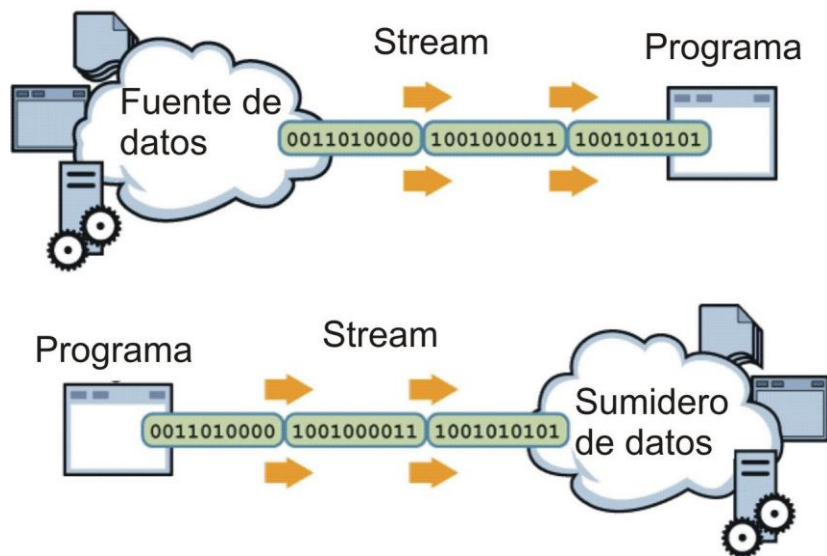 Stream
Programa
Fuente de
datos
0011010000 1001000011 1001010101
Programa
Stream
0011010000 1001000011 1001010101
Sumidero
de datos